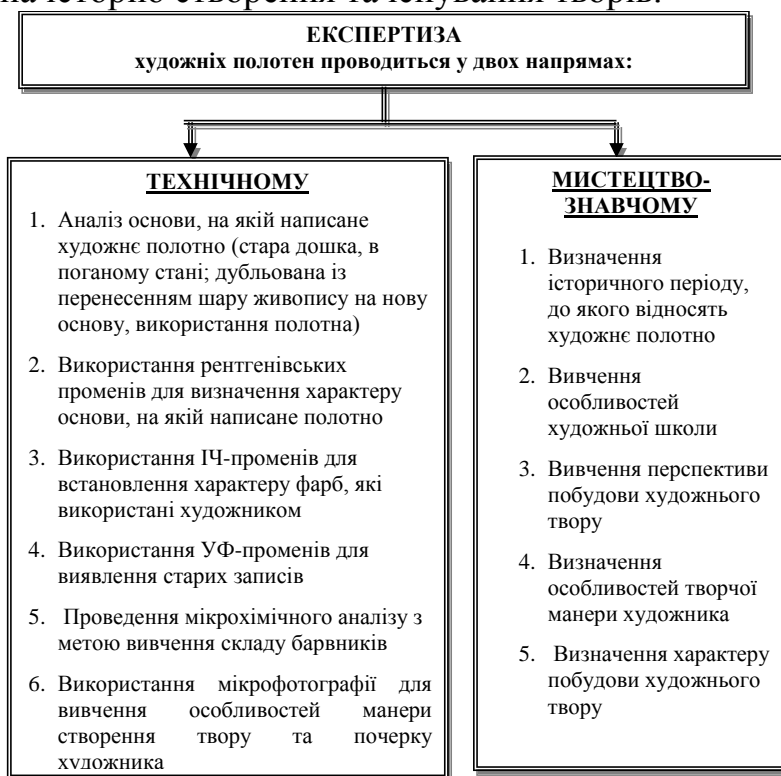 на історію створення та існування творів.
ЕКСПЕРТИЗА
художніх полотен проводиться у двох напрямах:
ТЕХНІЧНОМУ
1. Аналіз основи, на якій написане
художнє полотно (стара дошка, в
поганому стані; дубльована із
перенесенням шару живопису на нову
основу, використання полотна)
2. Використання рентгенівських
променів для визначення характеру
основи, на якій написане полотно
3. Використання ІЧ-променів для
встановлення характеру фарб, які
використані художником
4. Використання УФ-променів для
виявлення старих записів
5. Проведення мікрохімічного аналізу з
метою вивчення складу барвників
6. Використання мікрофотографії для
вивчення особливостей манери
створення твору та почерку
художника
МИСТЕЦТВО-
ЗНАВЧОМУ
1. Визначення
історичного періоду,
до якого відносять
художнє полотно
2. Вивчення
особливостей
художньої школи
3. Вивчення перспективи
побудови художнього
твору
4. Визначення
особливостей творчої
манери художника
5. Визначення характеру
побудови художнього
твору